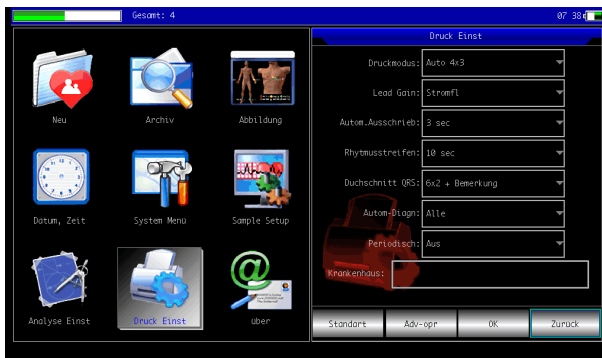 Gesamt: 4
07 38
Neu
Archiv
Abbildung
Datum, Zeit
System Menü
Sample Setup
Analyse Einst
Druck Einst
über
Druck Einst
Druckmodus: Auto 4x3
Lead Gain: Stromfl
Autom.Ausschrieb: 3 sec
Rhytmusstreifen: 10 sec
Duchschnitt QRS: 6x2 + Bemerkung
Autom-Diagn: Alle
Periodisch: Aus
Krankenhaus:
Standart
Adv-opr
OK
Zurück